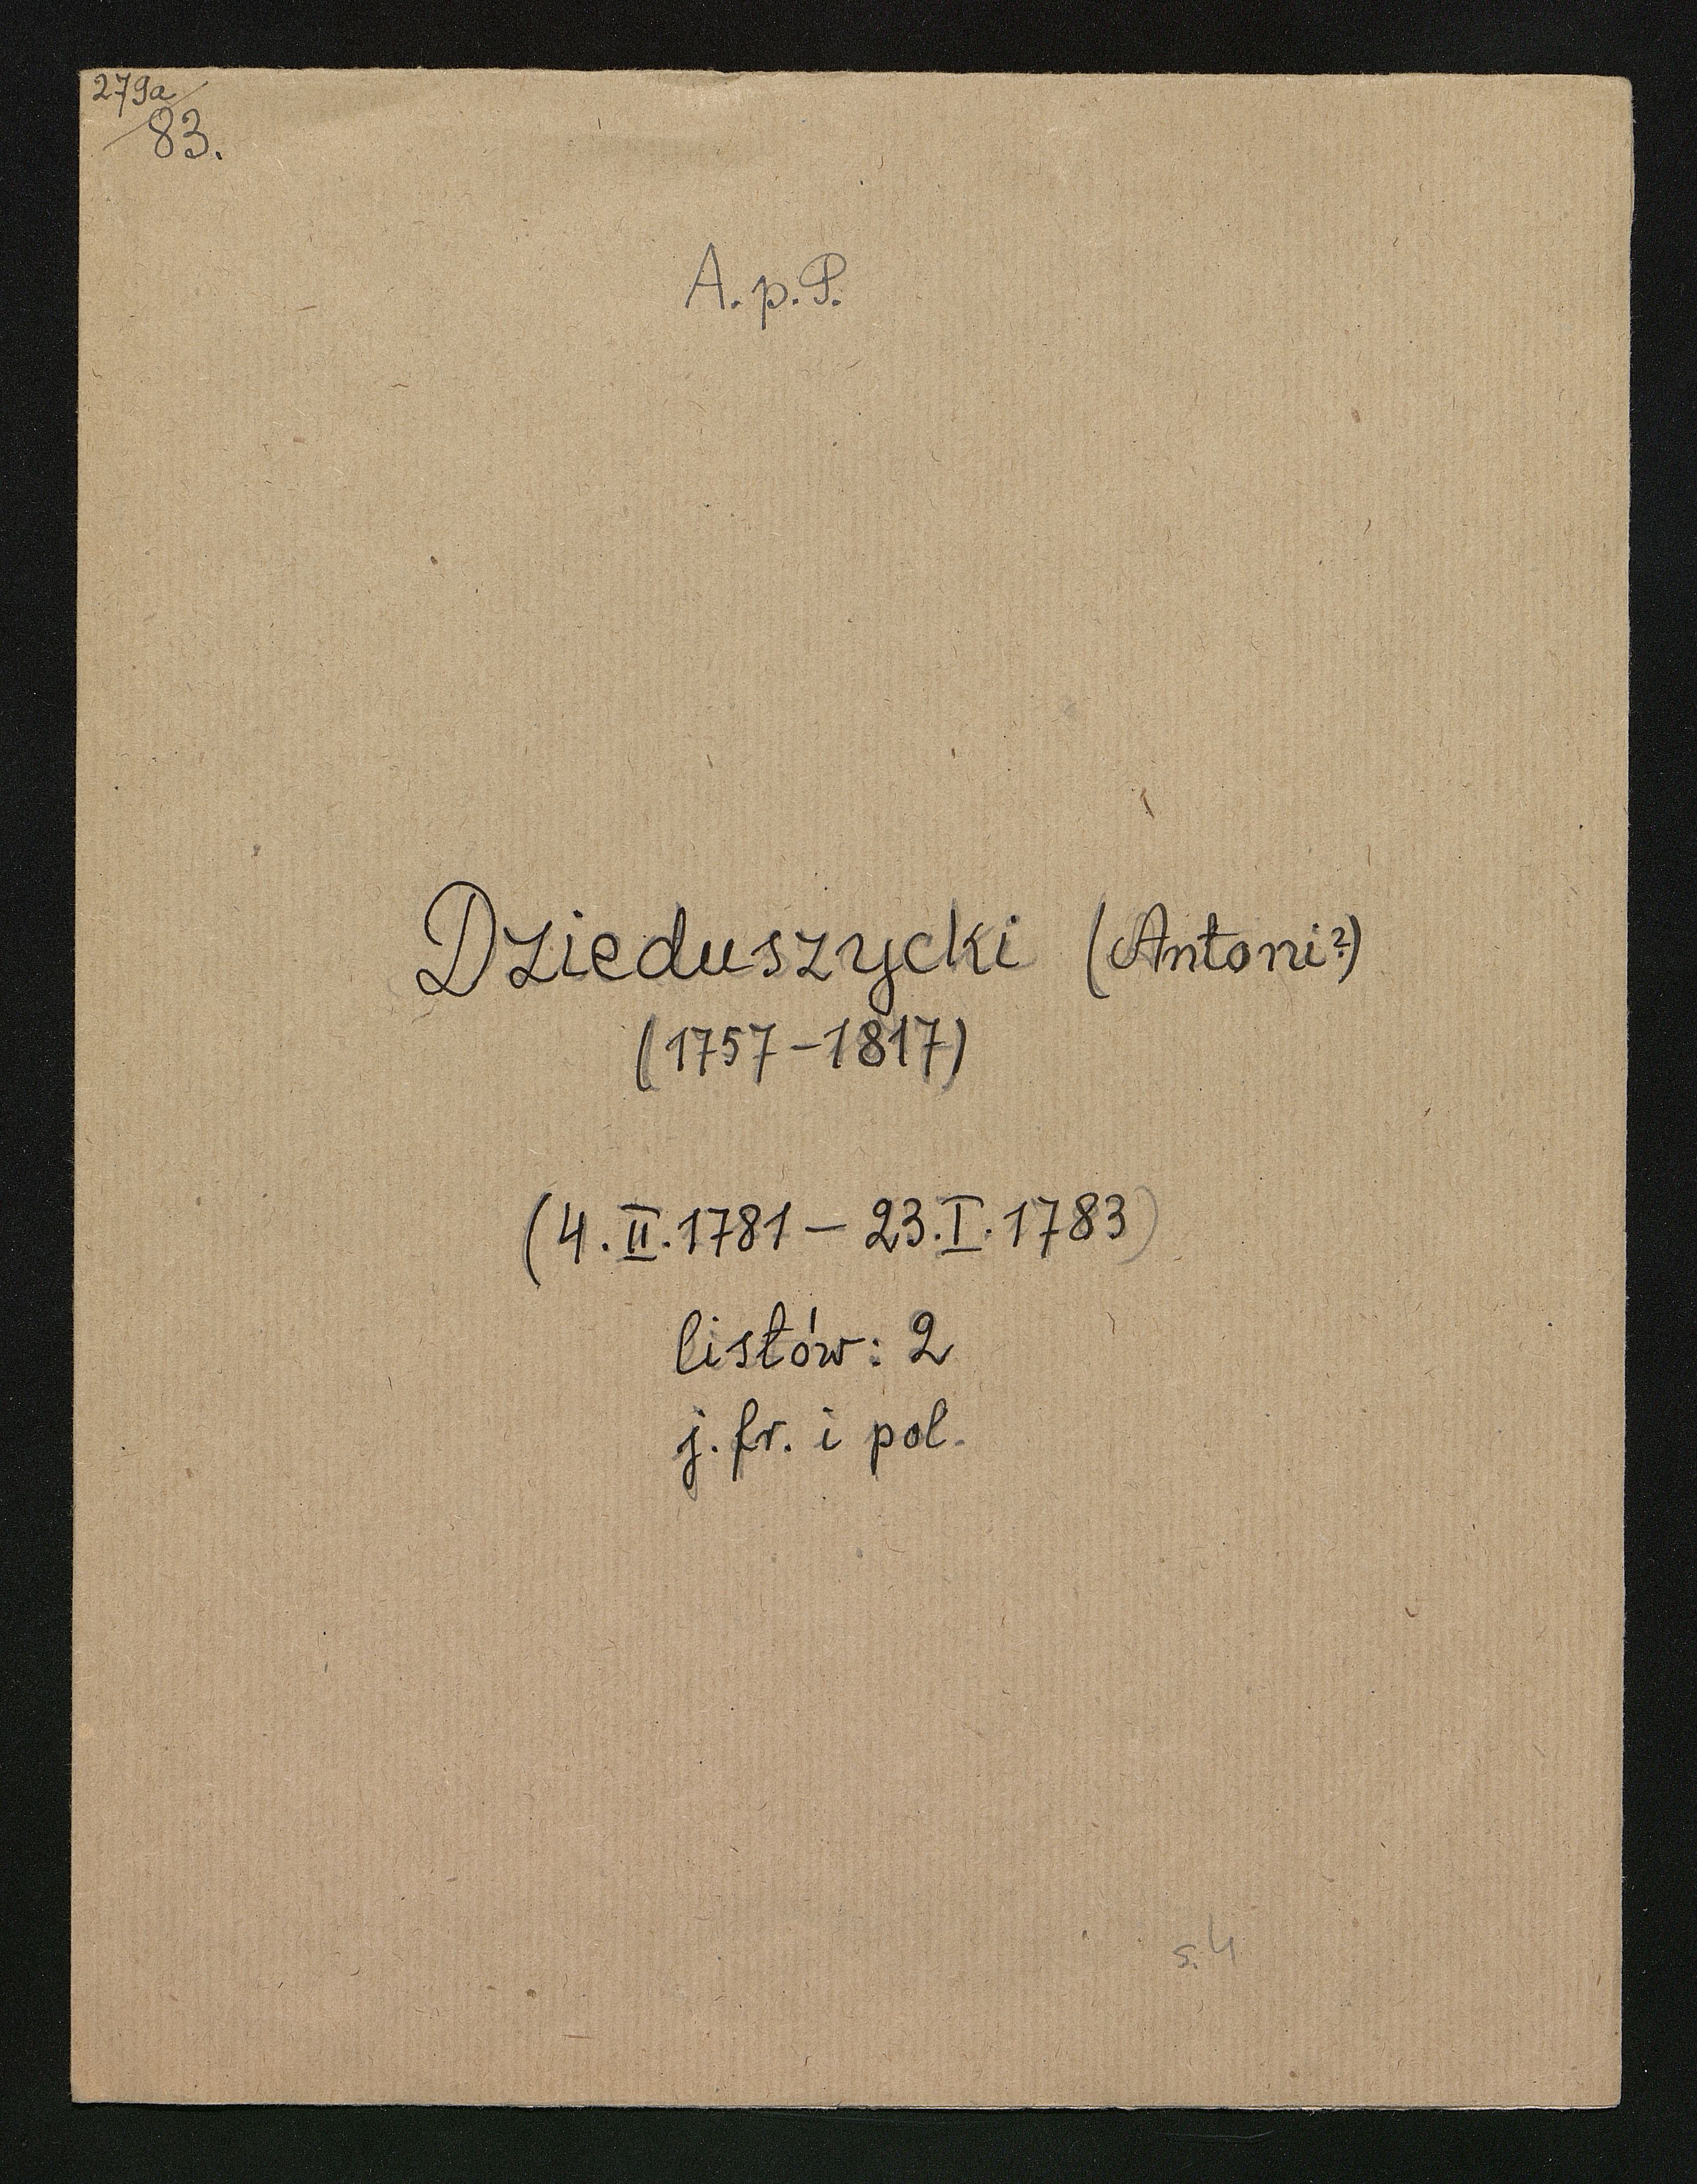 279a/
83.
A. p. P.
Dzieduszycki (Antoni?)
(1757-1817)
(4.II.1781 - 23.I.1783)
listów: 2
j. fr. i pol.
s. 4